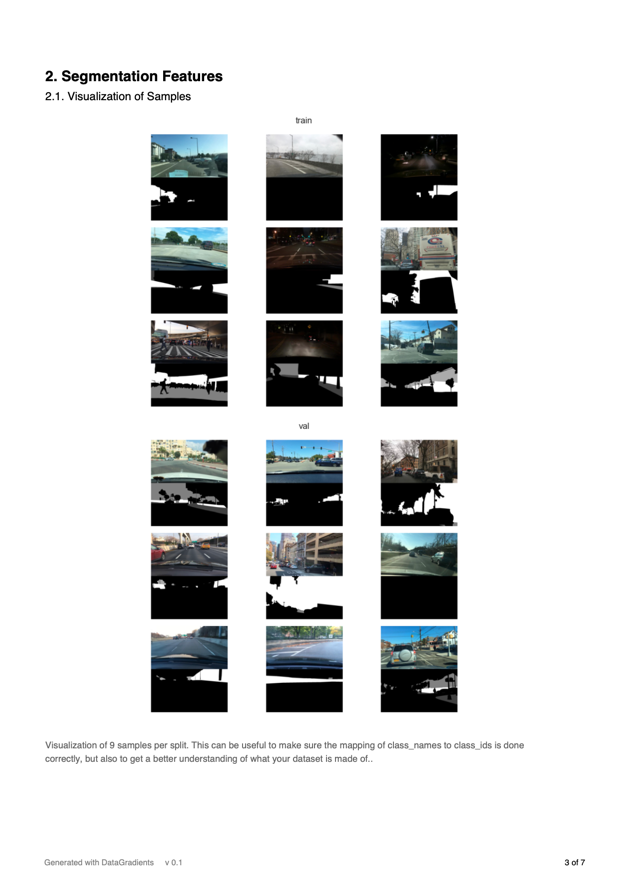 2. Segmentation Features
2.1. Visualization of Samples
train
val
Visualization of 9 samples per split. This can be useful to make sure the mapping of class_names to class_ids is done
correctly, but also to get a better understanding of what your dataset is made of..
Generated with DataGradients v 0.1
3 of 7